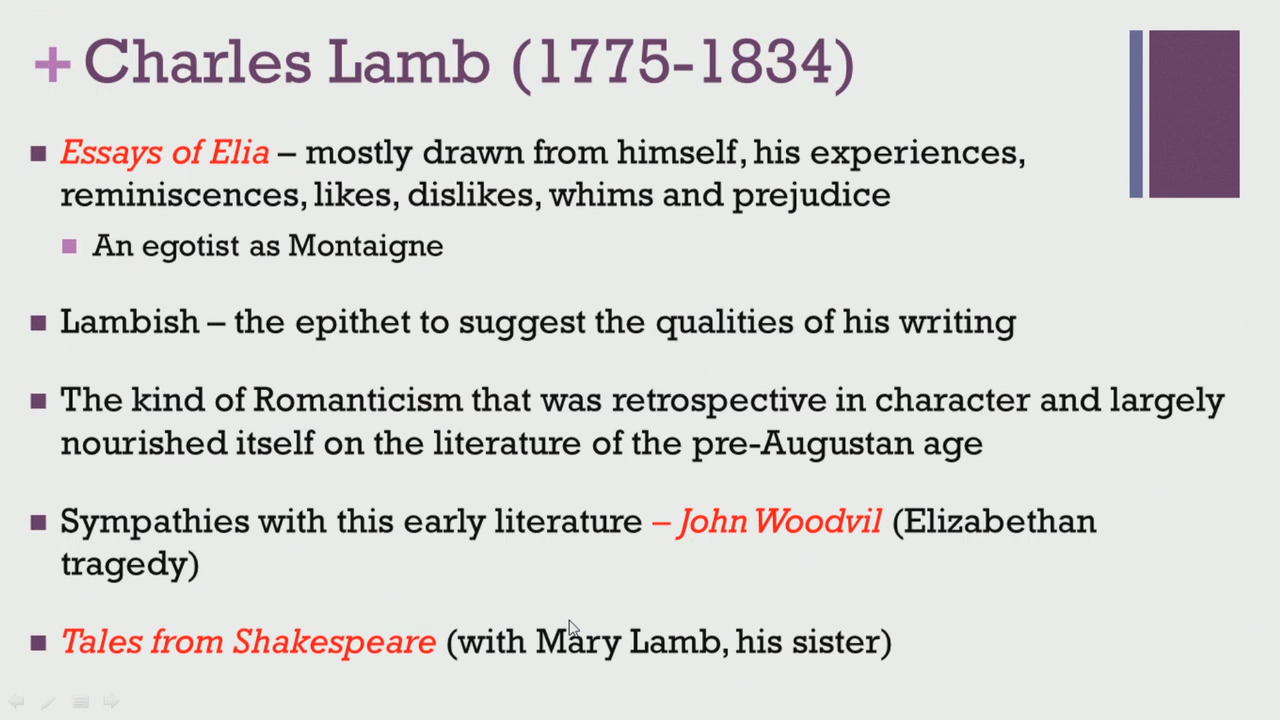 + Charles Lamb (1775-1834)
Essays of Elia – mostly drawn from himself, his experiences,
reminiscences, likes, dislikes, whims and prejudice
An egotist as Montaigne
Lambish – the epithet to suggest the qualities of his writing
The kind of Romanticism that was retrospective in character and largely
nourished itself on the literature of the pre-Augustan age
Sympathies with this early literature – John Woodvil (Elizabethan
tragedy)
Tales from Shakespeare (with Mary Lamb, his sister)